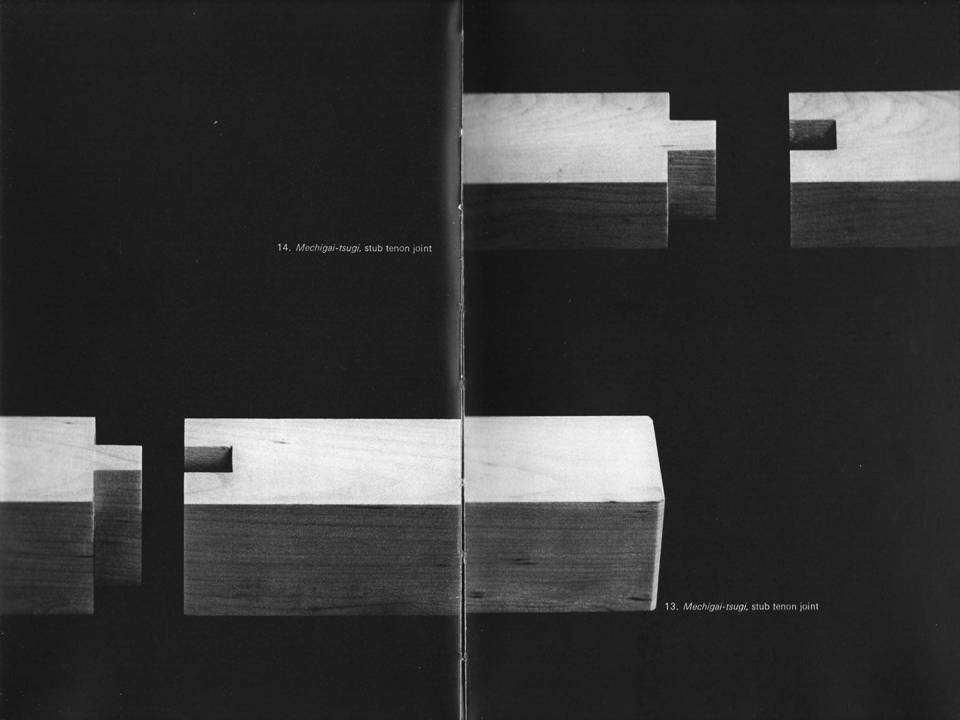 14. Mechigai-tsugi, stub tenon joint
13. Mechigai-tsugi, stub tenon joint